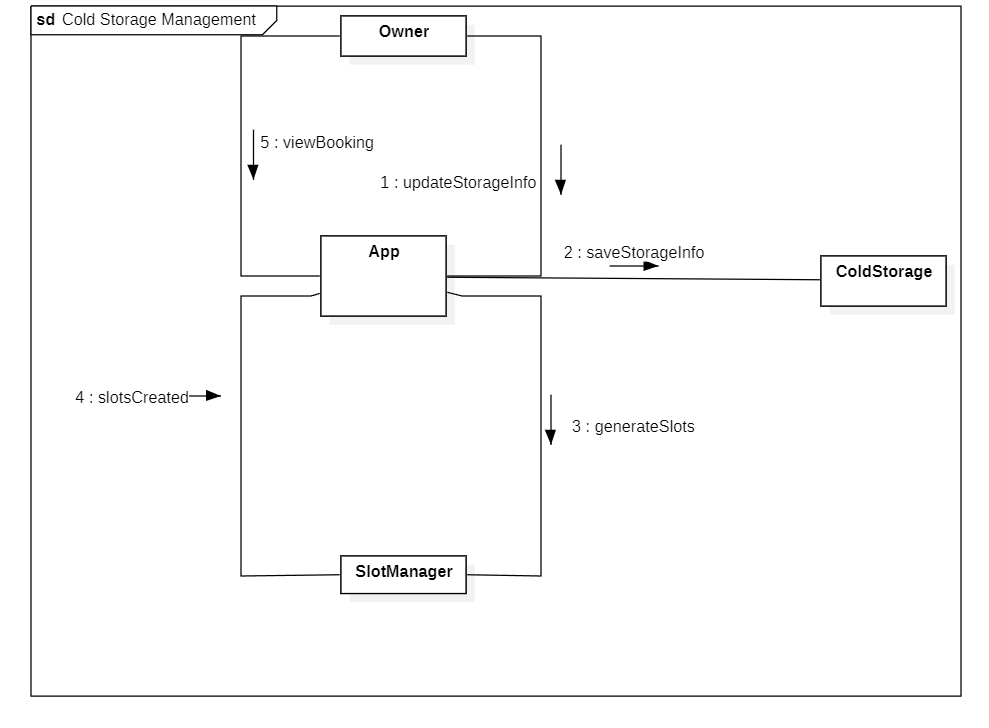 sd Cold Storage Management
Owner
5 : viewBooking
1 : updateStorageInfo
App
2 : saveStorageInfo
ColdStorage
4 : slotsCreated
3 : generateSlots
SlotManager